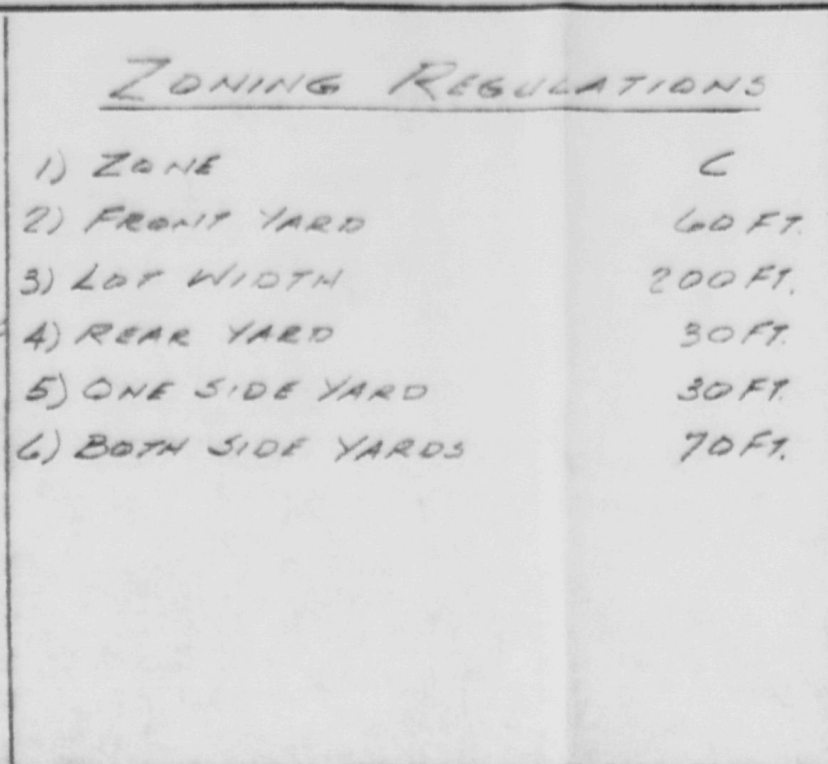 ZONING REGULATIONS
1) ZONE C
2) FRONT YARD 60 FT.
3) LOT WIDTH 200 FT.
4) REAR YARD 30 FT.
5) ONE SIDE YARD 30 FT.
6) BOTH SIDE YARDS 70 FT.